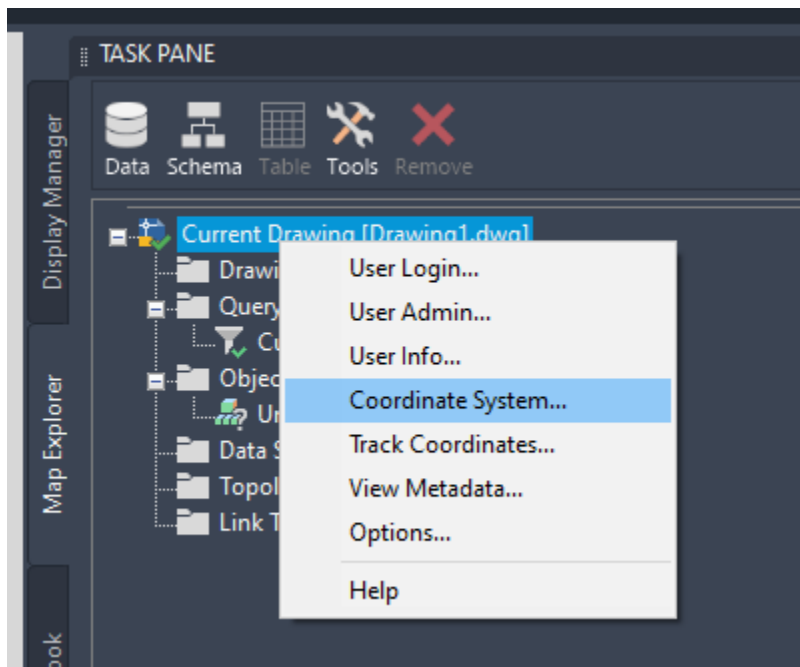 TASK PANE
Data Schema Table Tools Remove
Display Manager
Map Explorer
Current Drawing [Drawing1.dwg]
User Login...
User Admin...
User Info...
Coordinate System...
Track Coordinates...
View Metadata...
Options...
Help
Query